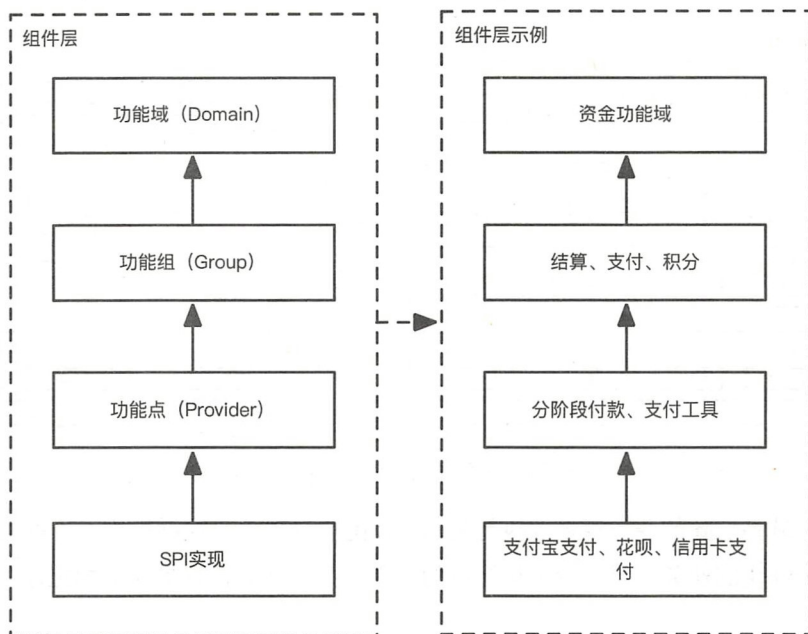 组件层
功能域（Domain）
功能组（Group）
功能点（Provider）
SPI实现
组件层示例
资金功能域
结算、支付、积分
分阶段付款、支付工具
支付宝支付、花呗、信用卡支
付